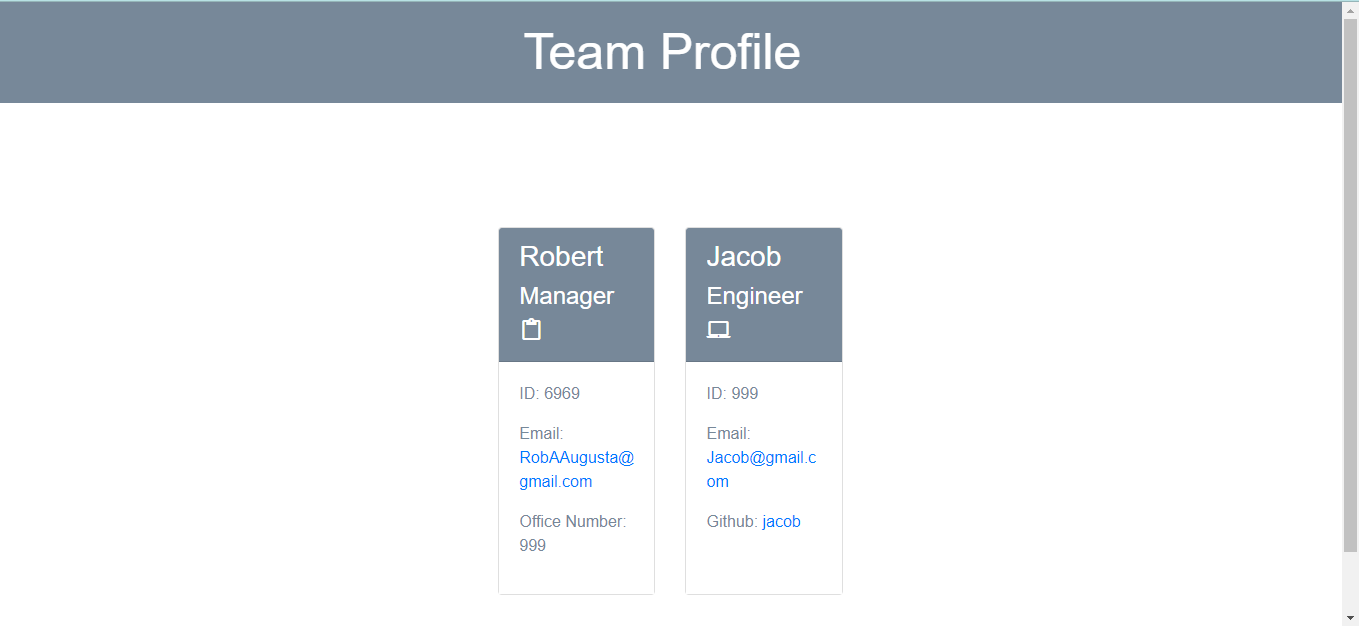 Team Profile
Robert
Manager
ID: 6969
Email:
RobAAugusta@
gmail.com
Office Number:
999
Jacob
Engineer
ID: 999
Email:
Jacob@gmail.c
om
Github: jacob